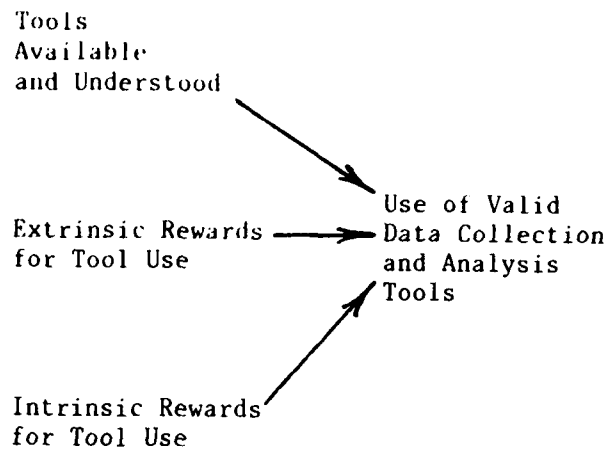 Tools
Available
and Understood
Extrinsic Rewards
for Tool Use
Use of Valid
Data Collection
and Analysis
Tools
Intrinsic Rewards
for Tool Use